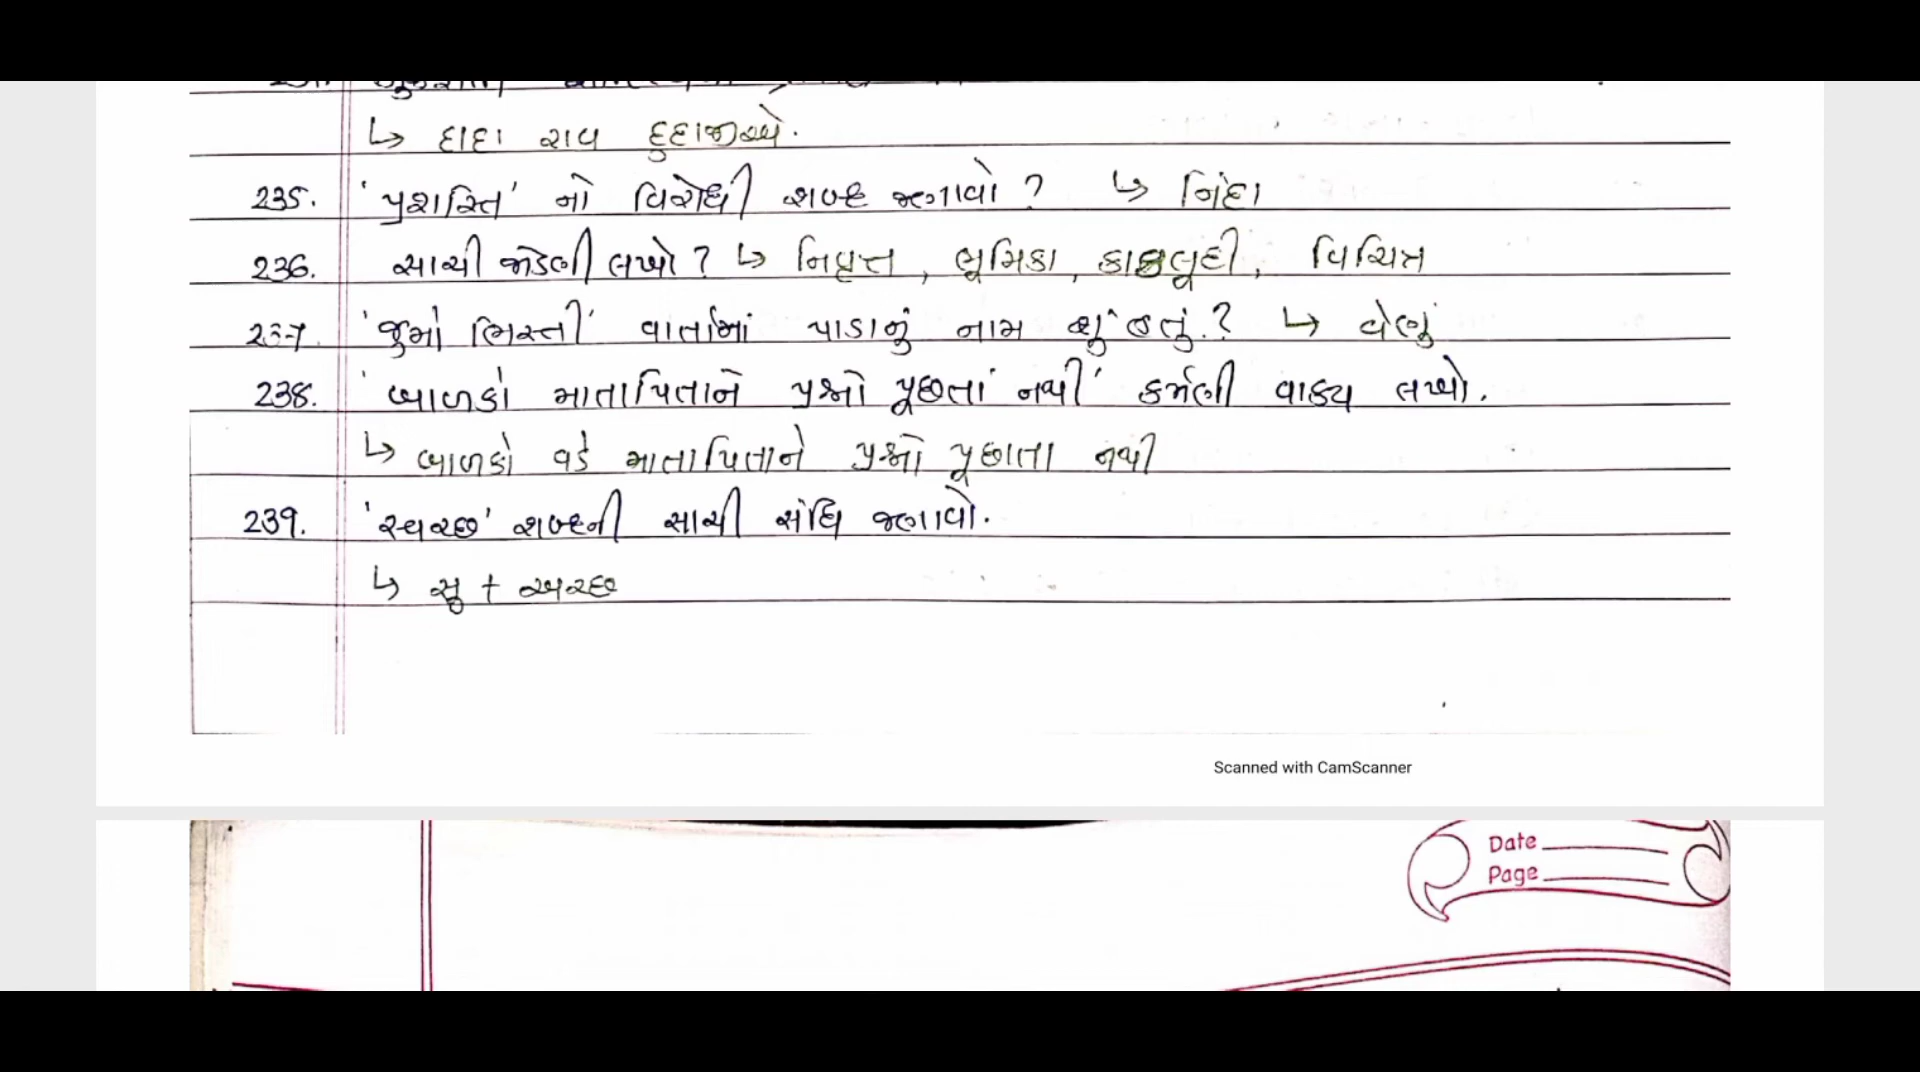 ↳ દાદા રાવ દુદાજીએ.
235. 'પ્રશસ્તિ' નો વિરોધી શબ્દ જણાવો? ↳ નિંદા
236. સાચી જોડણી લખો? ↳ નિવૃત્ત, ભૂમિકા, કાલુદી, વિચિત્ર
237. 'જુમો ભિસ્તી' વાર્તામાં પાડાનું નામ શું હતું.? ↳ વેણુ
238. 'બાળકો માતાપિતાને પ્રશ્નો પૂછતાં નથી' કર્મણી વાક્ય લખો.
↳ બાળકો વડે માતાપિતાને પ્રશ્નો પૂછાતા નથી
239. 'સ્વચ્છ' શબ્દની સાચી સંધિ જણાવો.
↳ સુ + અચ્છ
Scanned with CamScanner
Date
Page